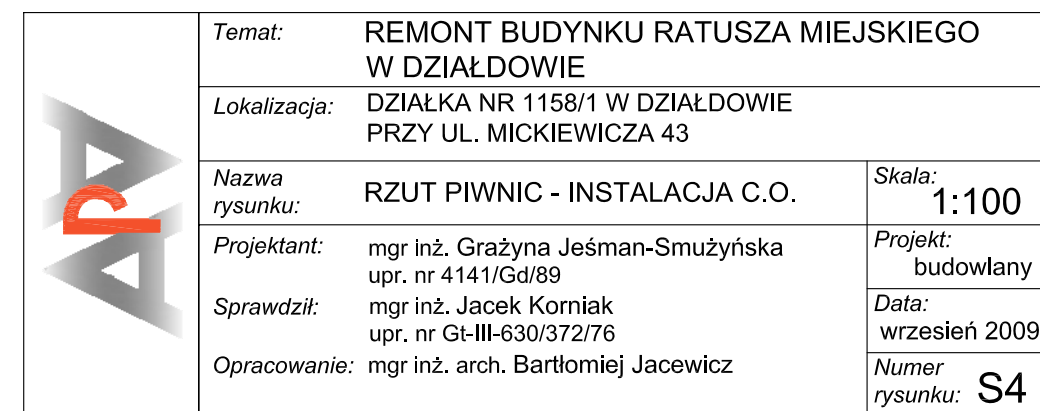 APA
Temat: REMONT BUDYNKU RATUSZA MIEJSKIEGO
W DZIAŁDOWIE
Lokalizacja: DZIAŁKA NR 1158/1 W DZIAŁDOWIE
PRZY UL. MICKIEWICZA 43
Nazwa
rysunku: RZUT PIWNIC - INSTALACJA C.O.
Skala:
1:100
Projektant: mgr inż. Grażyna Jeśman-Smużyńska
upr. nr 4141/Gd/89
Projekt:
budowlany
Sprawdził: mgr inż. Jacek Korniak
upr. nr Gt-III-630/372/76
Data:
wrzesień 2009
Opracowanie: mgr inż. arch. Bartłomiej Jacewicz
Numer
rysunku: S4